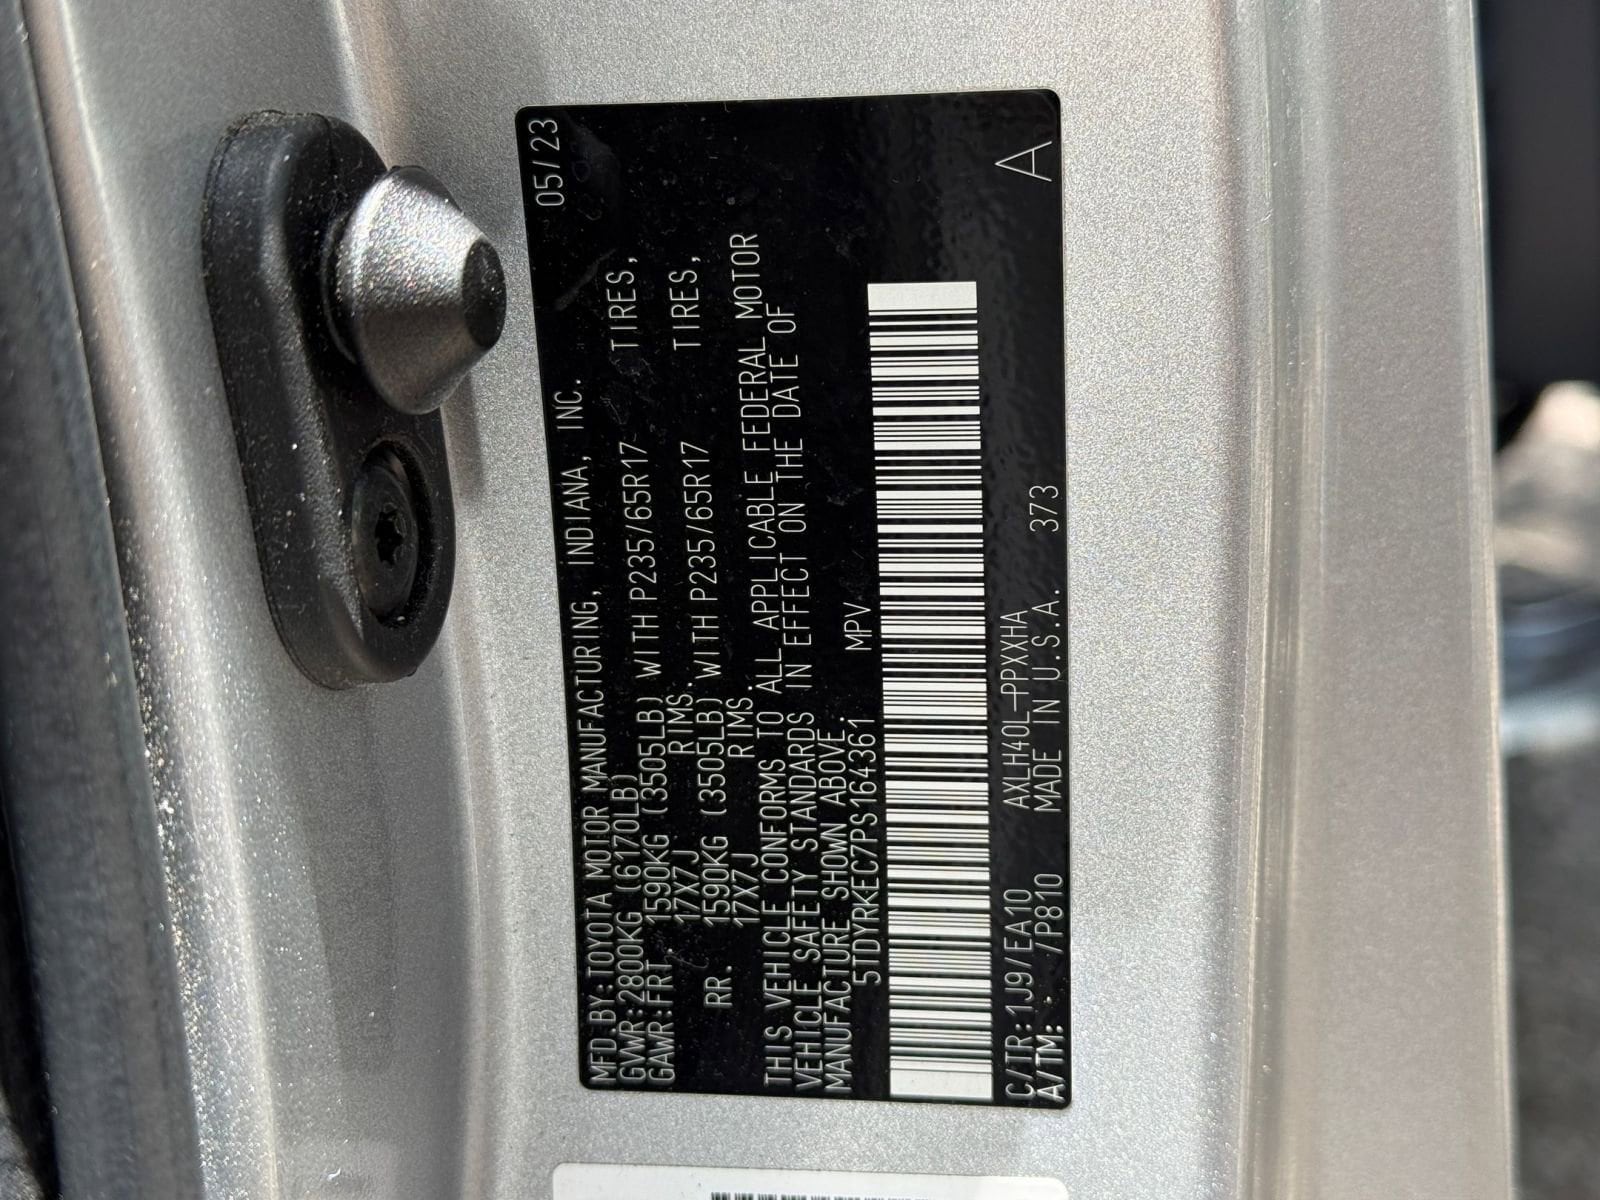 MFD.BY:TOYOTA MOTOR MANUFACTURING, INDIANA, INC. 05/23
GVWR:2800KG (6170LB)
GAWR:FRT. 1590KG (3505LB) WITH P235/65R17 TIRES,
17X7J RIMS.
RR. 1590KG (3505LB) WITH P235/65R17 TIRES,
17X7J RIMS.
THIS VEHICLE CONFORMS TO ALL APPLICABLE FEDERAL MOTOR
VEHICLE SAFETY STANDARDS IN EFFECT ON THE DATE OF
MANUFACTURE SHOWN ABOVE.
5TDYRKEC7PS164361 MPV
C/TR:1J9/EA10 AXLH40L-PPXXHA A
A/TM:- /P810 MADE IN U.S.A. 373